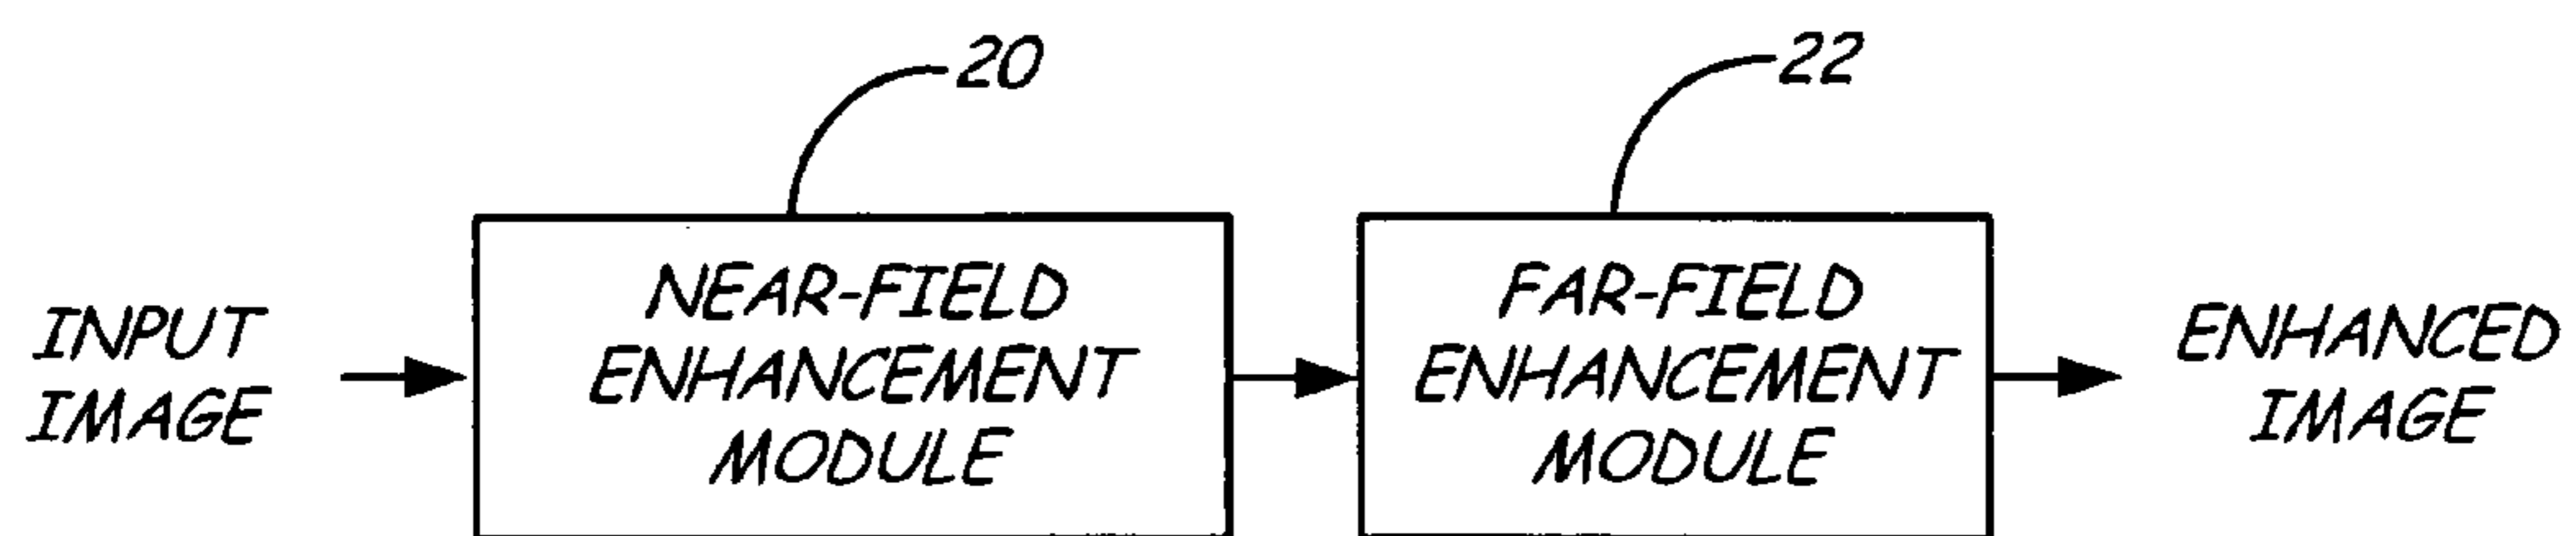 20
22
INPUT
IMAGE
NEAR-FIELD
ENHANCEMENT
MODULE
FAR-FIELD
ENHANCEMENT
MODULE
ENHANCED
IMAGE